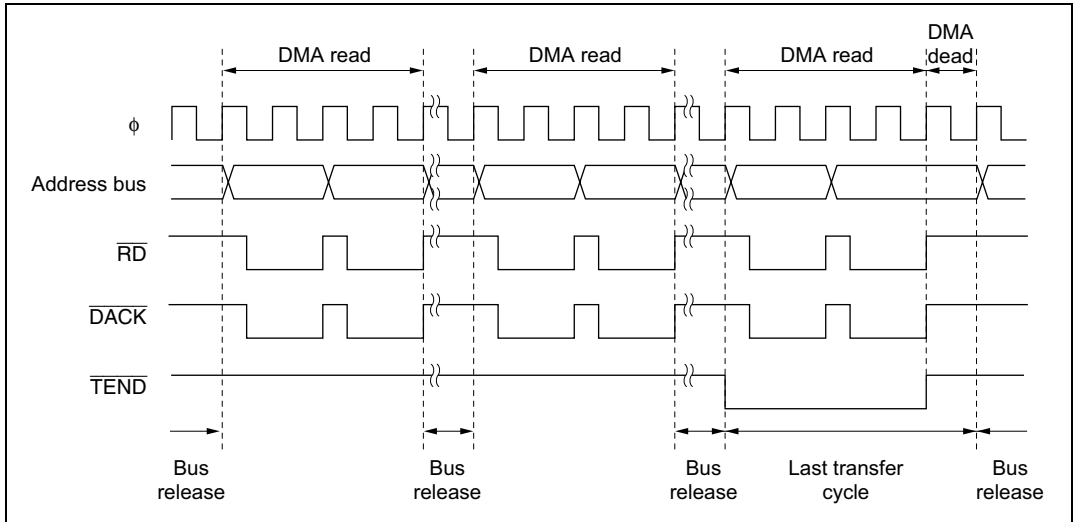 DMA read
DMA read
DMA read
DMA
dead
ϕ
Address bus
RD
DACK
TEND
Bus
release
Bus
release
Bus
release
Last transfer
cycle
Bus
release